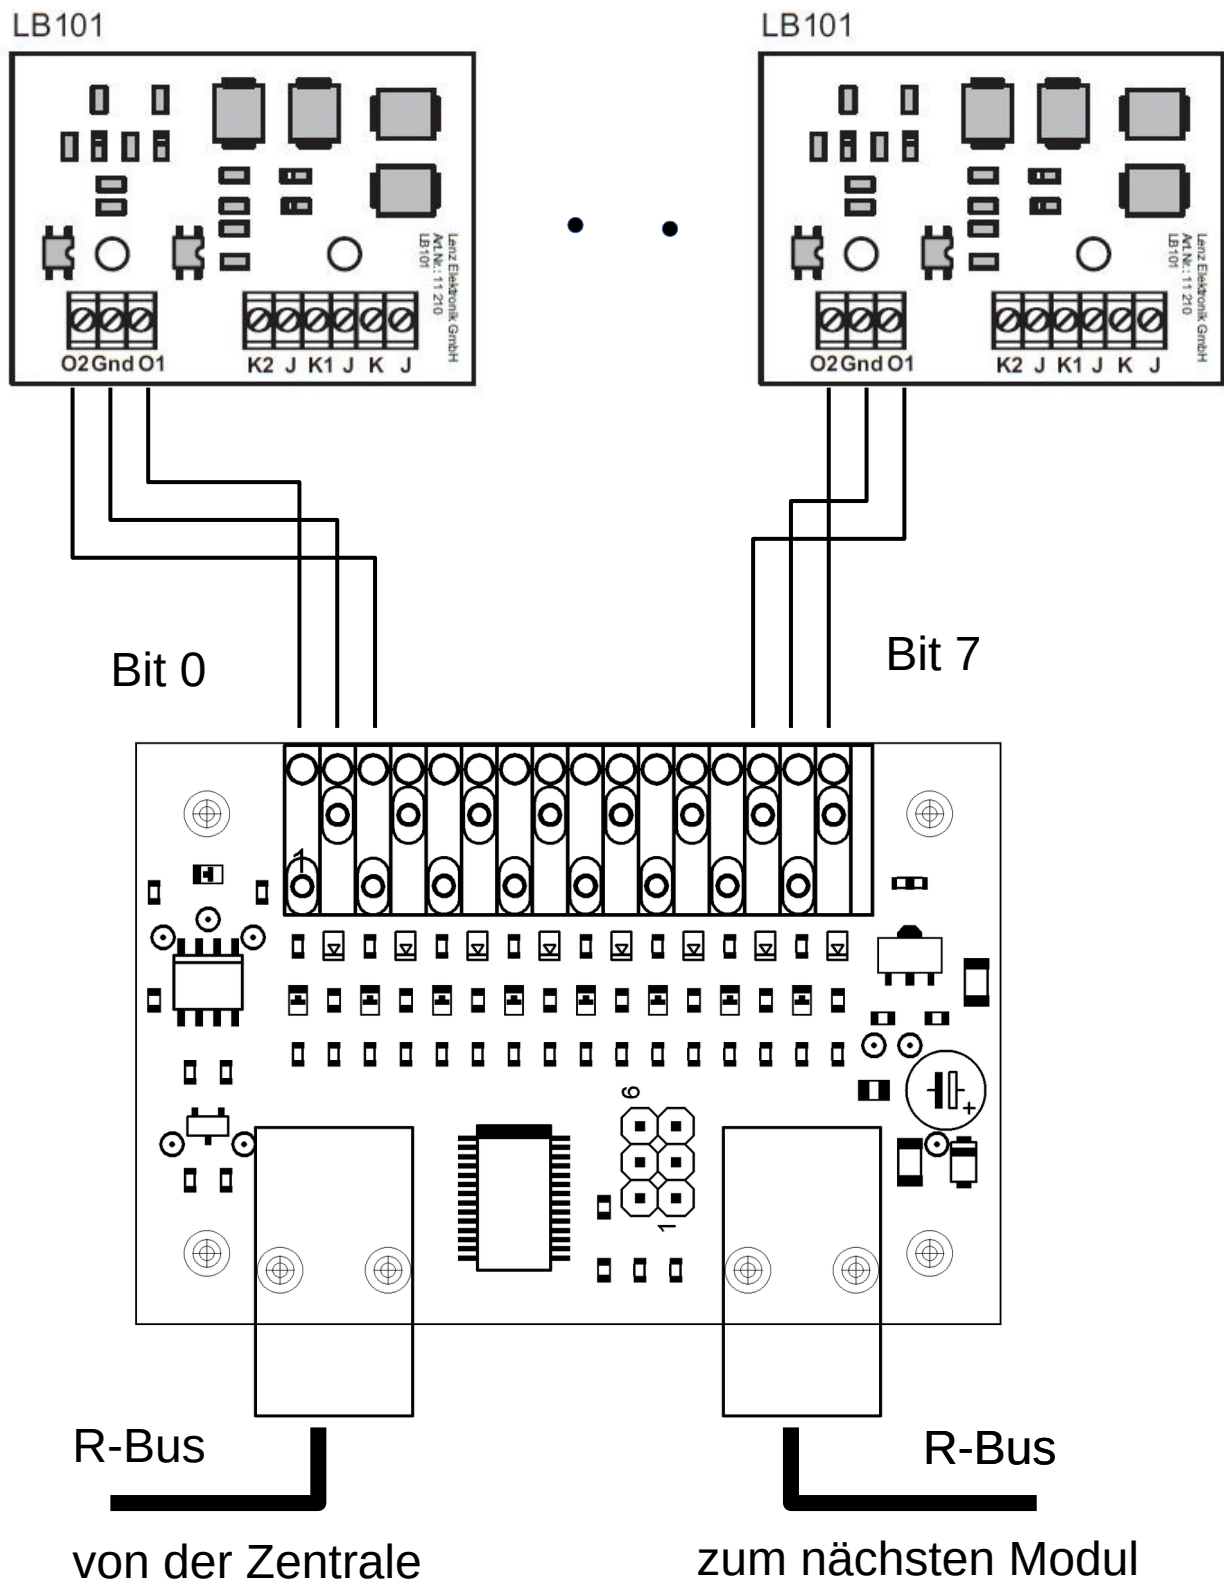 LB101
LB101
Lenz Elektronik GmbH
Art.Nr.: 11 210
LB101
Lenz Elektronik GmbH
Art.Nr.: 11 210
LB101
O2 Gnd O1
K2 J K1 J K J
O2 Gnd O1
K2 J K1 J K J
Bit 0
Bit 7
1
6
+
1
R-Bus
R-Bus
von der Zentrale
zum nächsten Modul